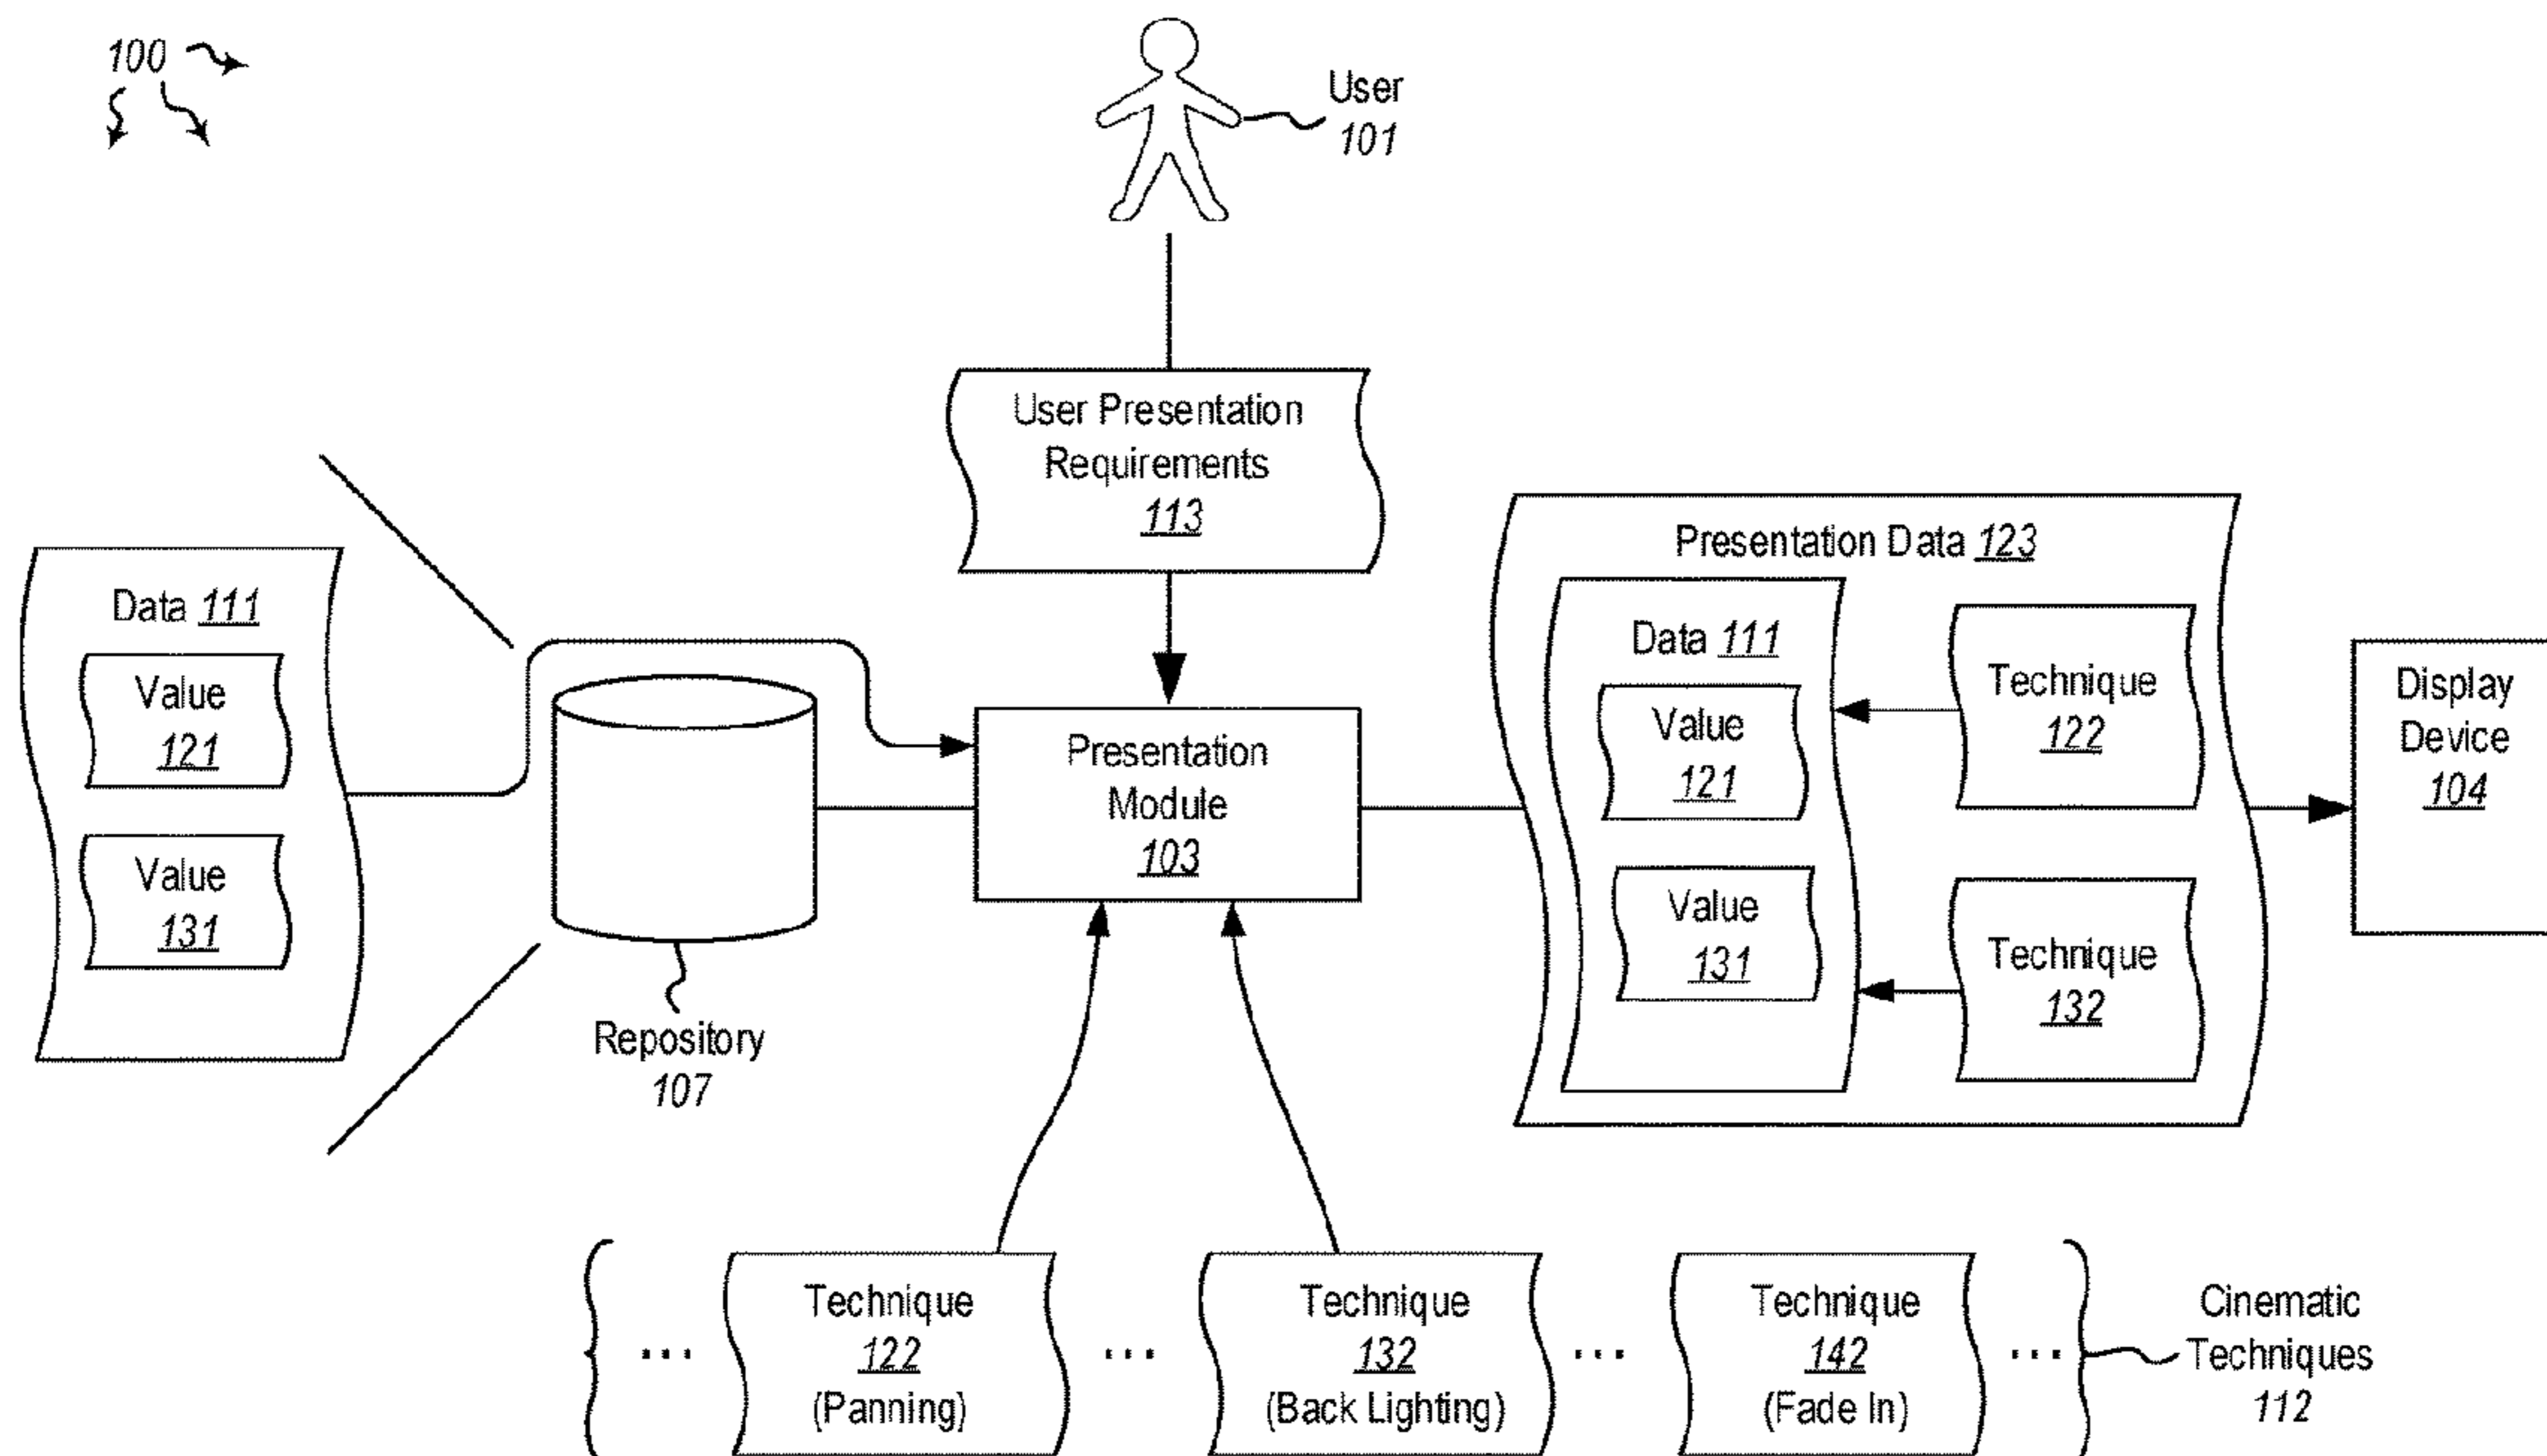 100
User
101
User Presentation
Requirements
113
Data 111
Value
121
Value
131
Repository
107
Presentation
Module
103
Presentation Data 123
Data 111
Value
121
Value
131
Technique
122
Technique
132
Display
Device
104
...
Technique
122
(Panning)
...
Technique
132
(Back Lighting)
...
Technique
142
(Fade In)
...
Cinematic
Techniques
112